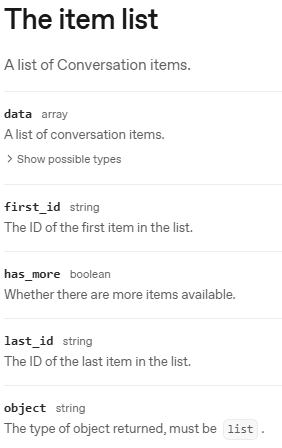 The item list
A list of Conversation items.
data array
A list of conversation items.
Show possible types
first_id string
The ID of the first item in the list.
has_more boolean
Whether there are more items available.
last_id string
The ID of the last item in the list.
object string
The type of object returned, must be list .